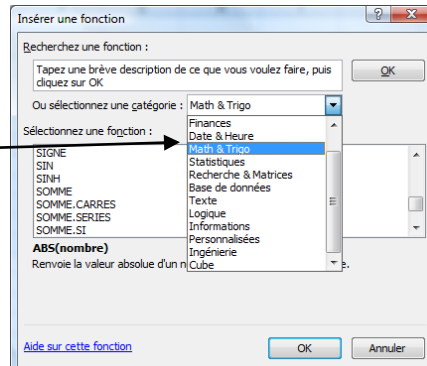 Insérer une fonction
Recherchez une fonction :
Tapez une brève description de ce que vous voulez faire, puis
cliquez sur OK
OK
Ou sélectionnez une catégorie : Math & Trigo
Sélectionnez une fonction :
Finances
Date & Heure
Math & Trigo
Statistiques
Recherche & Matrices
Base de données
Texte
Logique
Informations
Personnalisées
Ingénierie
Cube
SIGNE
SIN
SINH
SOMME
SOMME.CARRES
SOMME.SERIES
SOMME.SI
ABS(nombre)
Renvoie la valeur absolue d'un
Aide sur cette fonction
OK
Annuler